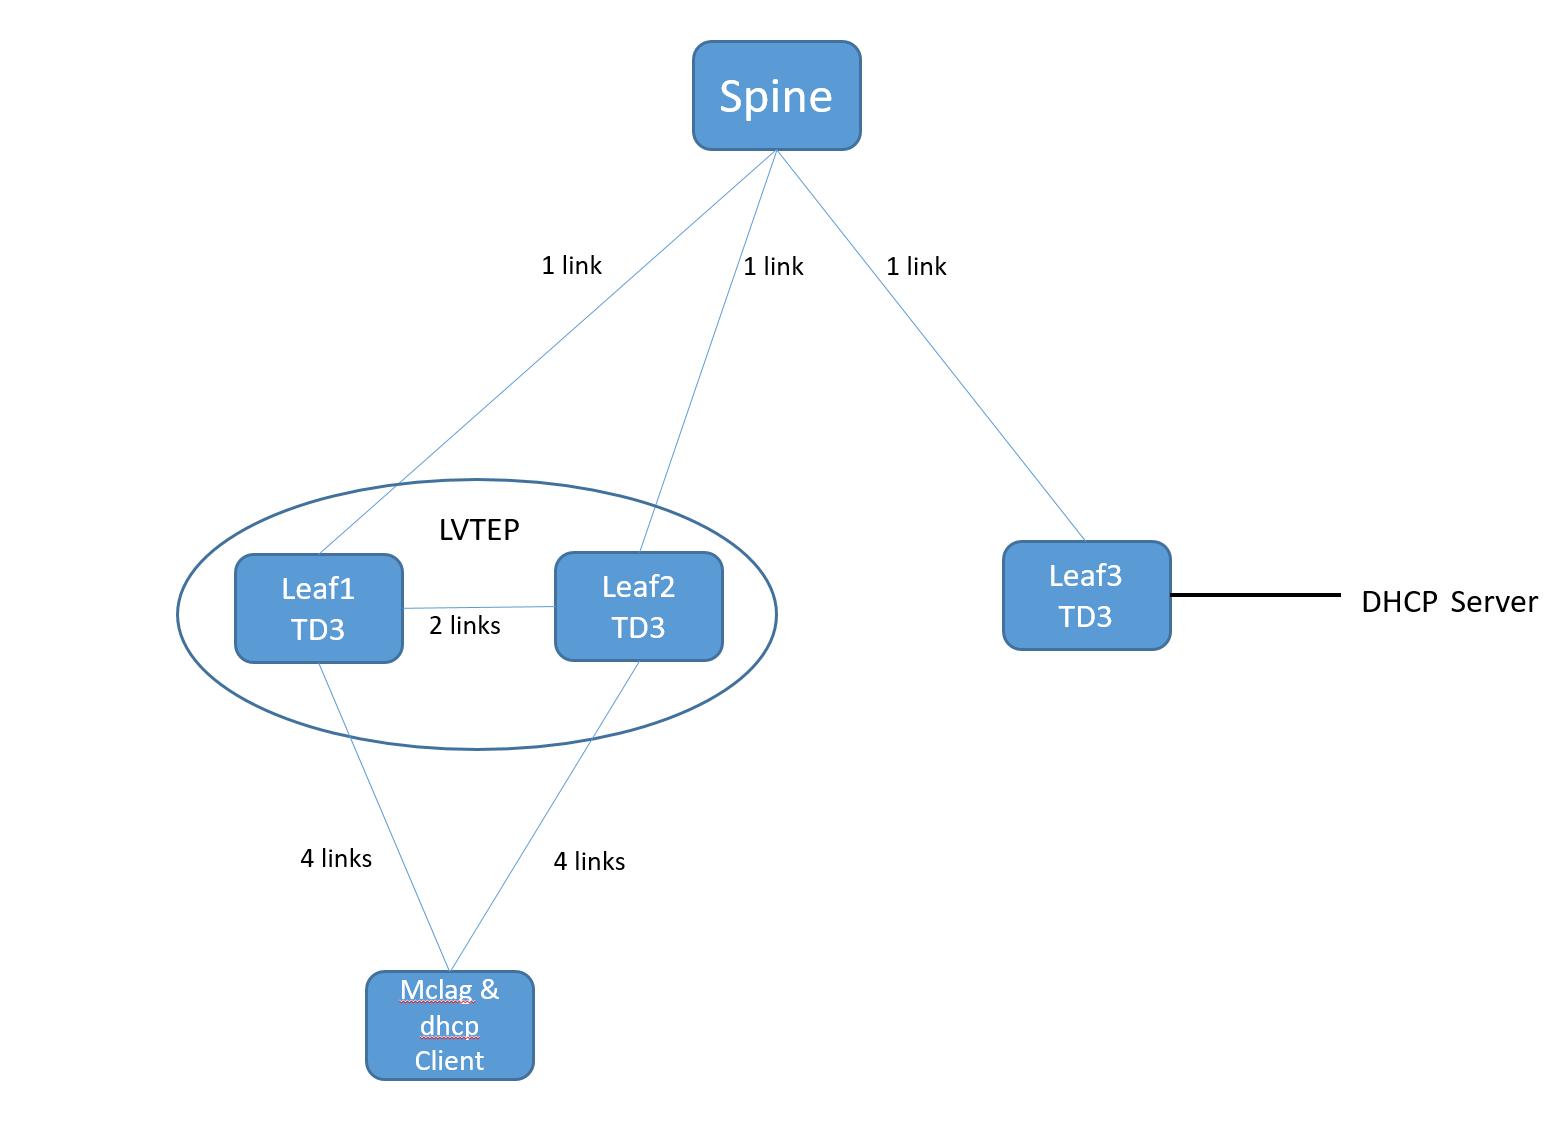 Spine
1 link
1 link
1 link
LVTEP
Leaf1
TD3
2 links
Leaf2
TD3
Leaf3
TD3
DHCP Server
4 links
4 links
Mclag &
dhcp
Client